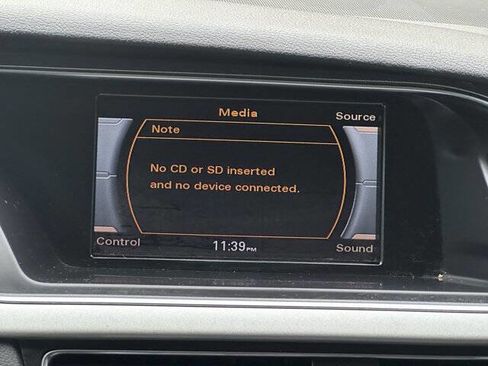 Media
Source
Note
No CD or SD inserted
and no device connected.
Control
11:39PM
Sound